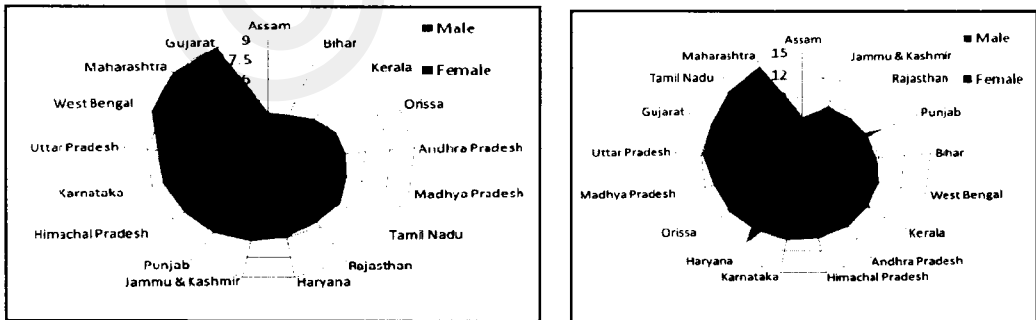 Assam
9
7.5
6
Bihar
Kerala
Orissa
Andhra Pradesh
Madhya Pradesh
Tamil Nadu
Rajasthan
Haryana
Jammu & Kashmir
Punjab
Himachal Pradesh
Karnataka
Uttar Pradesh
West Bengal
Maharashtra
Gujarat
Male
Female
Assam
15
12
Jammu & Kashmir
Rajasthan
Punjab
Bihar
West Bengal
Kerala
Andhra Pradesh
Himachal Pradesh
Karnataka
Haryana
Orissa
Madhya Pradesh
Uttar Pradesh
Gujarat
Tamil Nadu
Maharashtra
Male
Female